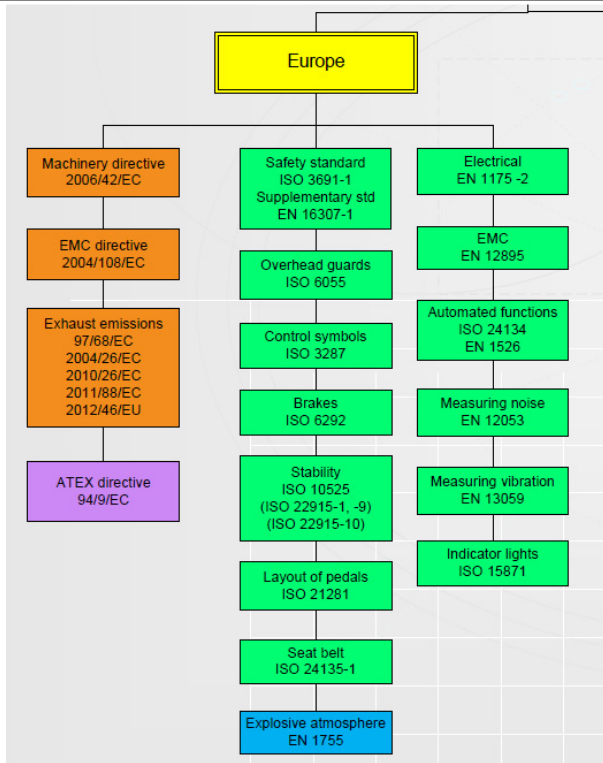 Europe
Machinery directive
2006/42/EC
EMC directive
2004/108/EC
Exhaust emissions
97/68/EC
2004/26/EC
2010/26/EC
2011/88/EC
2012/46/EU
ATEX directive
94/9/EC
Safety standard
ISO 3691-1
Supplementary std
EN 16307-1
Overhead guards
ISO 6055
Control symbols
ISO 3287
Brakes
ISO 6292
Stability
ISO 10525
(ISO 22915-1, -9)
(ISO 22915-10)
Layout of pedals
ISO 21281
Seat belt
ISO 24135-1
Explosive atmosphere
EN 1755
Electrical
EN 1175 -2
EMC
EN 12895
Automated functions
ISO 24134
EN 1526
Measuring noise
EN 12053
Measuring vibration
EN 13059
Indicator lights
ISO 15871